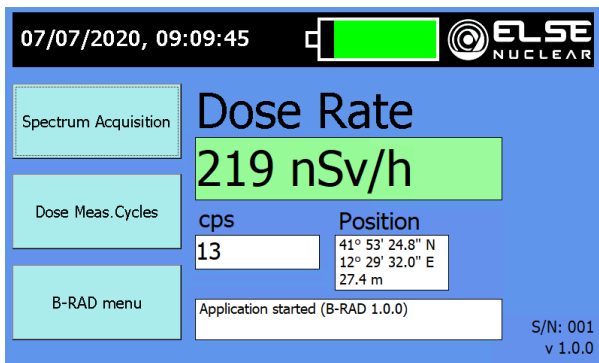 07/07/2020, 09:09:45
ELSE
NUCLEAR
Spectrum Acquisition
Dose Meas.Cycles
B-RAD menu
Dose Rate
219 nSv/h
cps
13
Position
41° 53' 24.8" N
12° 29' 32.0" E
27.4 m
Application started (B-RAD 1.0.0)
S/N: 001
v 1.0.0